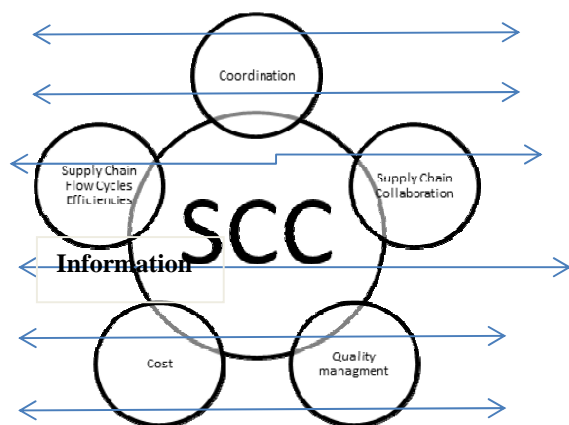 Coordination
Supply Chain
Flow Cycles
Efficiencies
Supply Chain
Collaboration
SCC
Information
Cost
Quality
managment